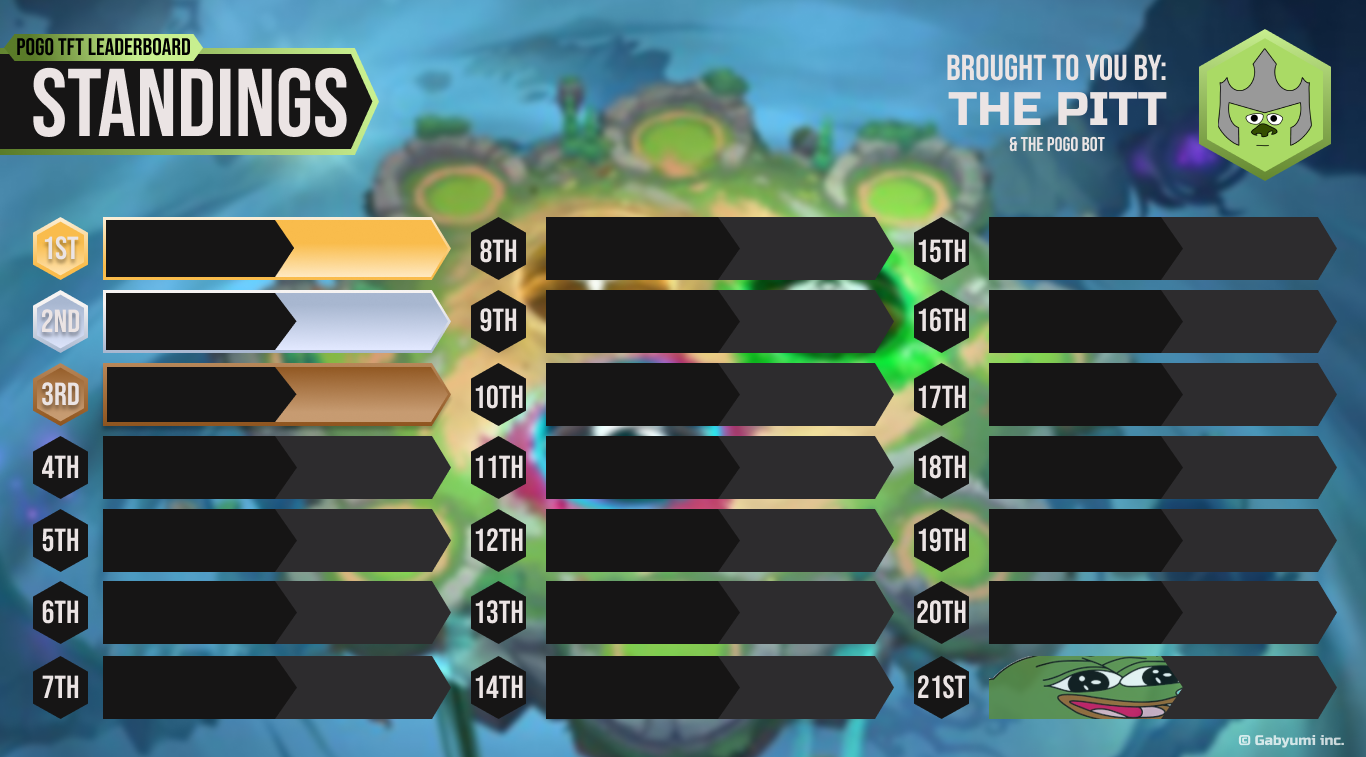 POGO TFT LEADERBOARD
STANDINGS
BROUGHT TO YOU BY:
THE PITT
& THE POGO BOT
1ST
2ND
3RD
4TH
5TH
6TH
7TH
8TH
9TH
10TH
11TH
12TH
13TH
14TH
15TH
16TH
17TH
18TH
19TH
20TH
21ST
© Gabyumi inc.